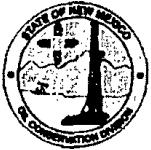 STATE OF NEW MEXICO
OIL CONSERVATION DIVISION